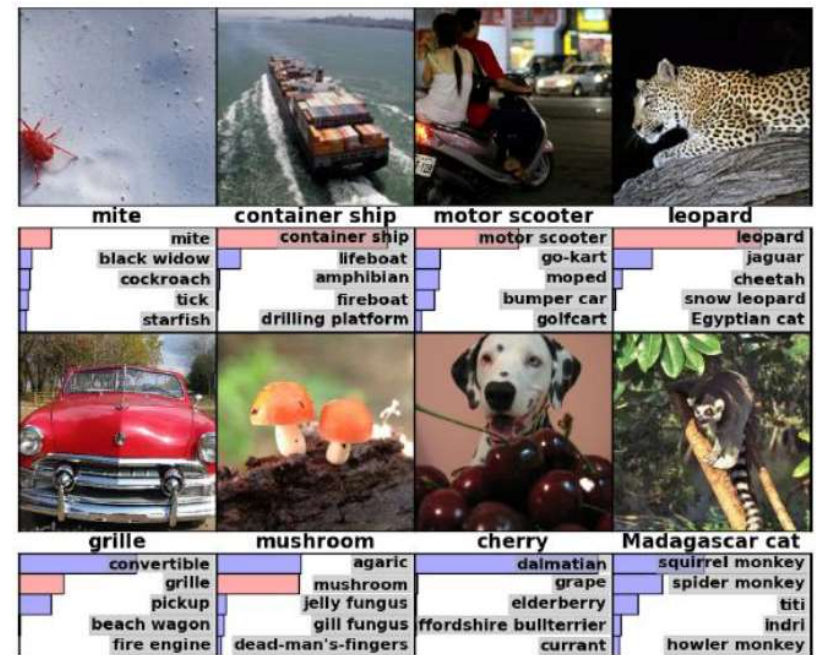 mite container ship motor scooter leopard
mite
black widow
cockroach
tick
starfish
container ship
lifeboat
amphibian
fireboat
drilling platform
motor scooter
go-kart
moped
bumper car
golfcart
leopard
jaguar
cheetah
snow leopard
Egyptian cat
grille mushroom cherry Madagascar cat
convertible
grille
pickup
beach wagon
fire engine
agaric
mushroom
jelly fungus
gill fungus
dead-man's-fingers
dalmatian
grape
elderberry
ffordshire bullterrier
currant
squirrel monkey
spider monkey
titi
indri
howler monkey